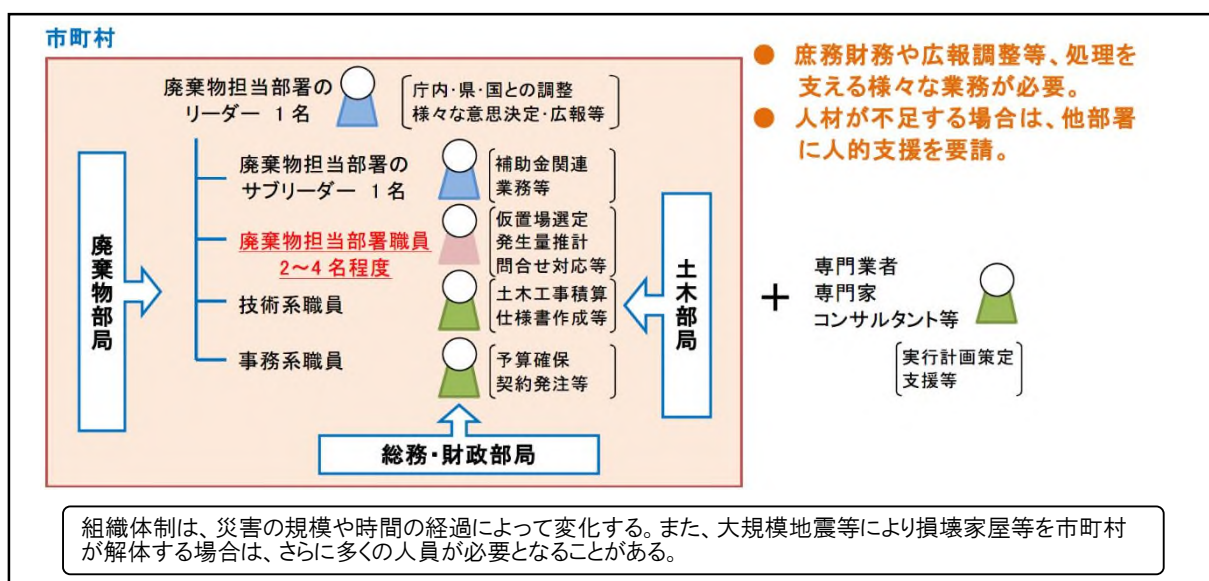 市町村
廃棄物担当部署の
リーダー 1名
庁内・県・国との調整
様々な意思決定・広報等
廃棄物担当部署の
サブリーダー 1名
補助金関連
業務等
廃棄物担当部署職員
2~4名程度
仮置場選定
発生量推計
問合せ対応等
技術系職員
土木工事積算
仕様書作成等
事務系職員
予算確保
契約発注等
廃棄物部局
土木部局
総務・財政部局
● 庶務財務や広報調整等、処理を
支える様々な業務が必要。
● 人材が不足する場合は、他部署
に人的支援を要請。
+
専門業者
専門家
コンサルタント等
実行計画策定
支援等
組織体制は、災害の規模や時間の経過によって変化する。また、大規模地震等により損壊家屋等を市町村
が解体する場合は、さらに多くの人員が必要となることがある。